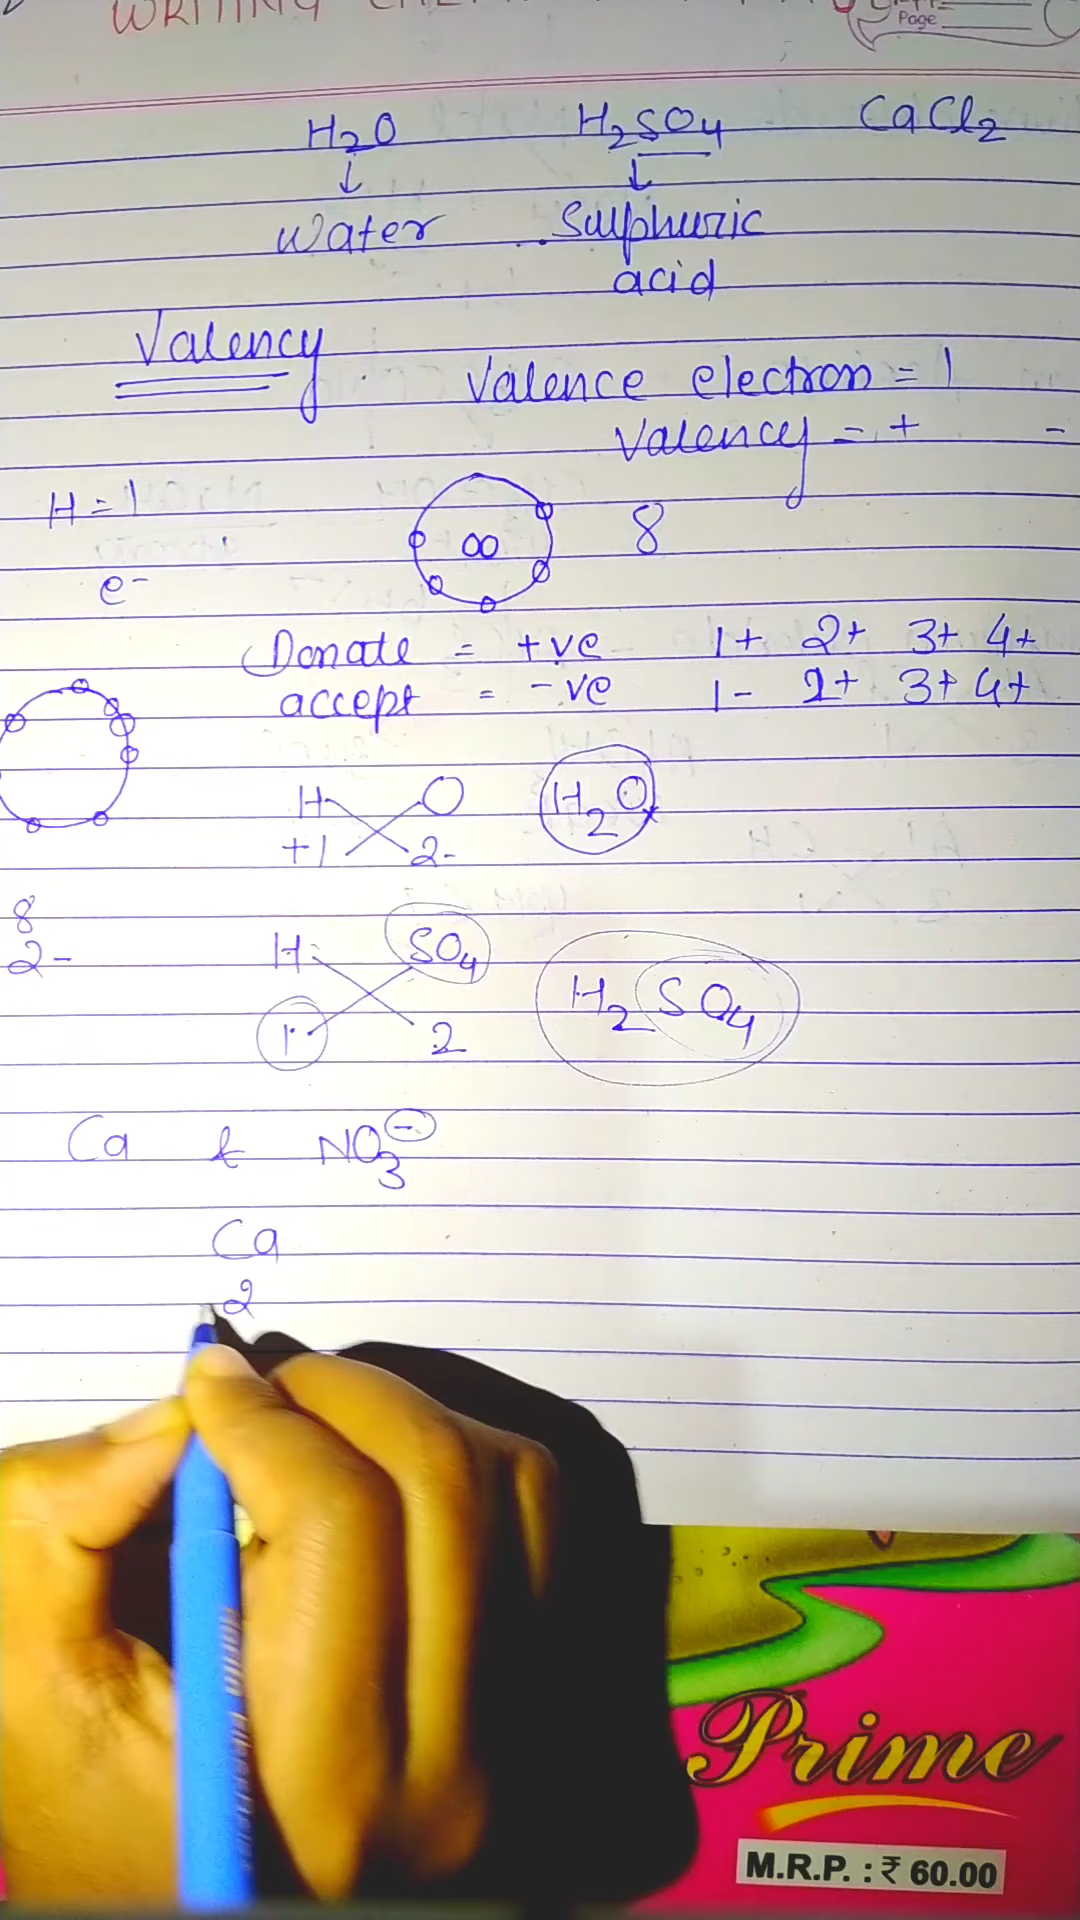 WRITING
Page
H2O H2SO4 CaCl2
↓ ↓
Water Sulphuric
acid
Valency
Valence electron = 1
Valency = + -
H = 1
8
e-
Donate = +ve 1+ 2+ 3+ 4+
accept = -ve 1- 2+ 3+ 4+
H O H2O
+1 2-
8
2-
H SO4 H2SO4
1 2
Ca & NO3-
Ca
2
Prime
M.R.P. : ₹ 60.00